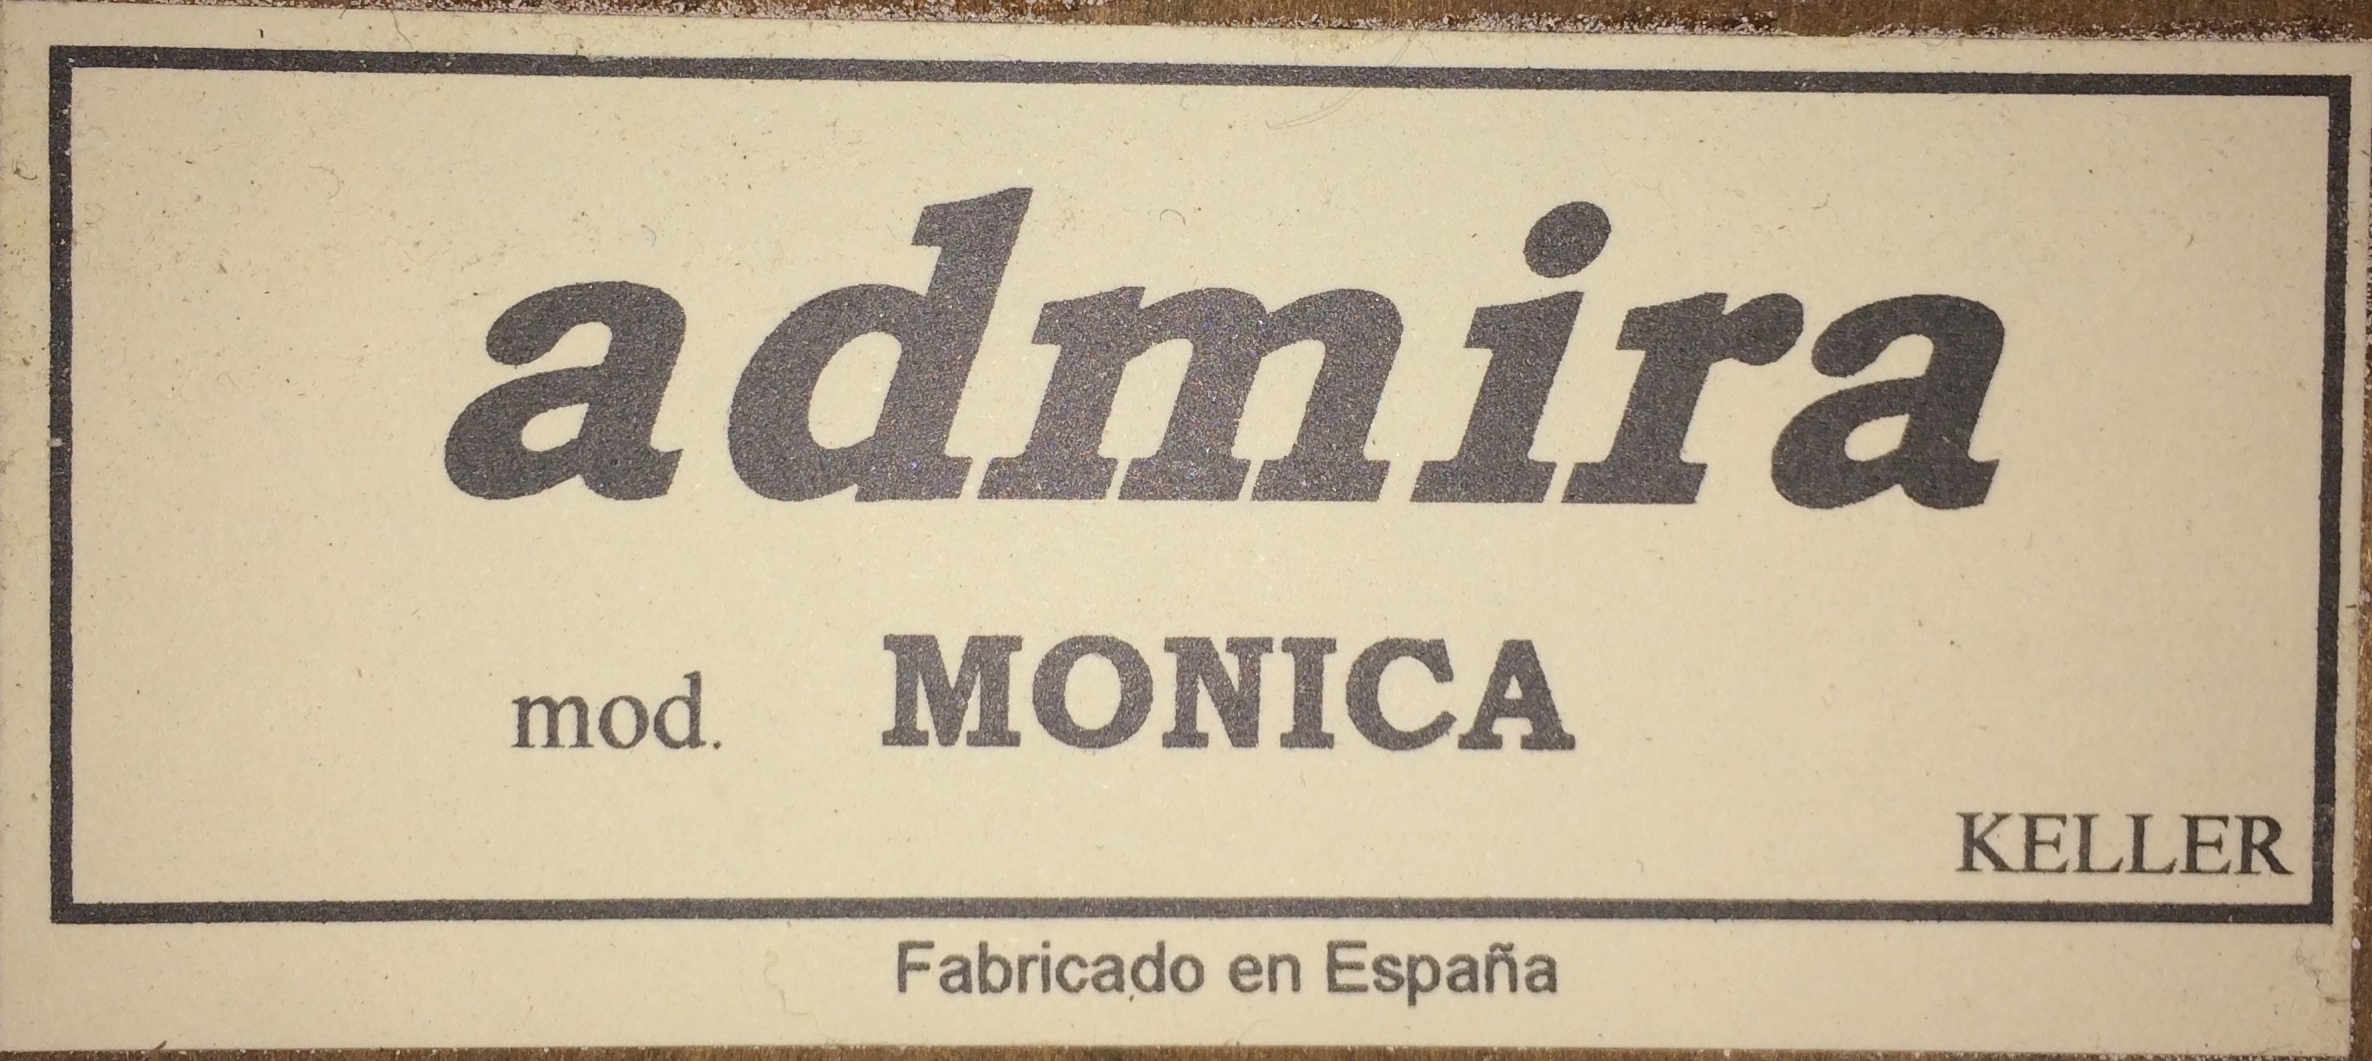 admira
mod. MONICA
KELLER
Fabricado en España